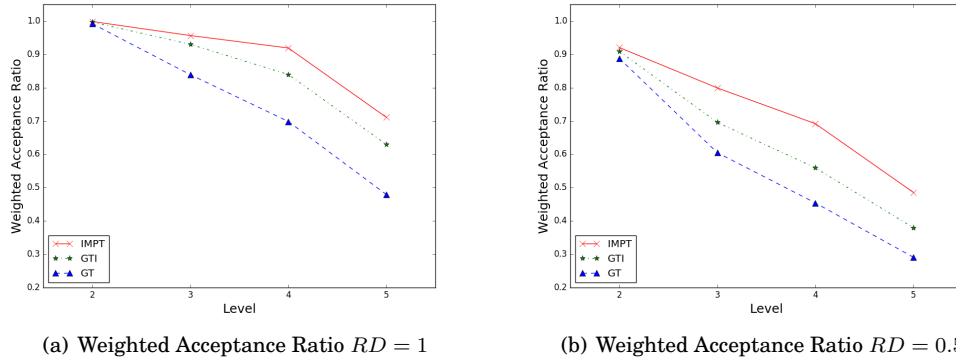 1.0
0.9
0.8
0.7
0.6
0.5
0.4
0.3
0.2
Weighted Acceptance Ratio
IMPT
GTI
GT
2 3 4 5
Level
(a) Weighted Acceptance Ratio RD = 1
1.0
0.9
0.8
0.7
0.6
0.5
0.4
0.3
0.2
Weighted Acceptance Ratio
IMPT
GTI
GT
2 3 4 5
Level
(b) Weighted Acceptance Ratio RD = 0.5